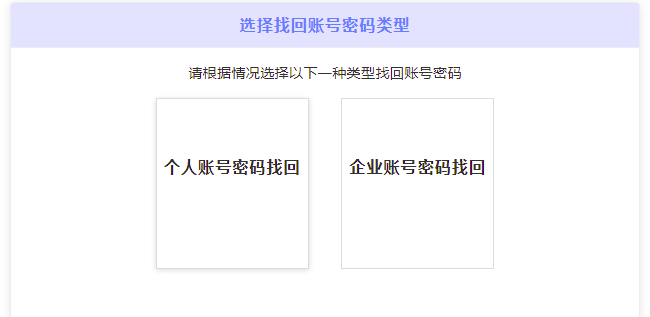 选择找回账号密码类型
请根据情况选择以下一种类型找回账号密码
个人账号密码找回
企业账号密码找回